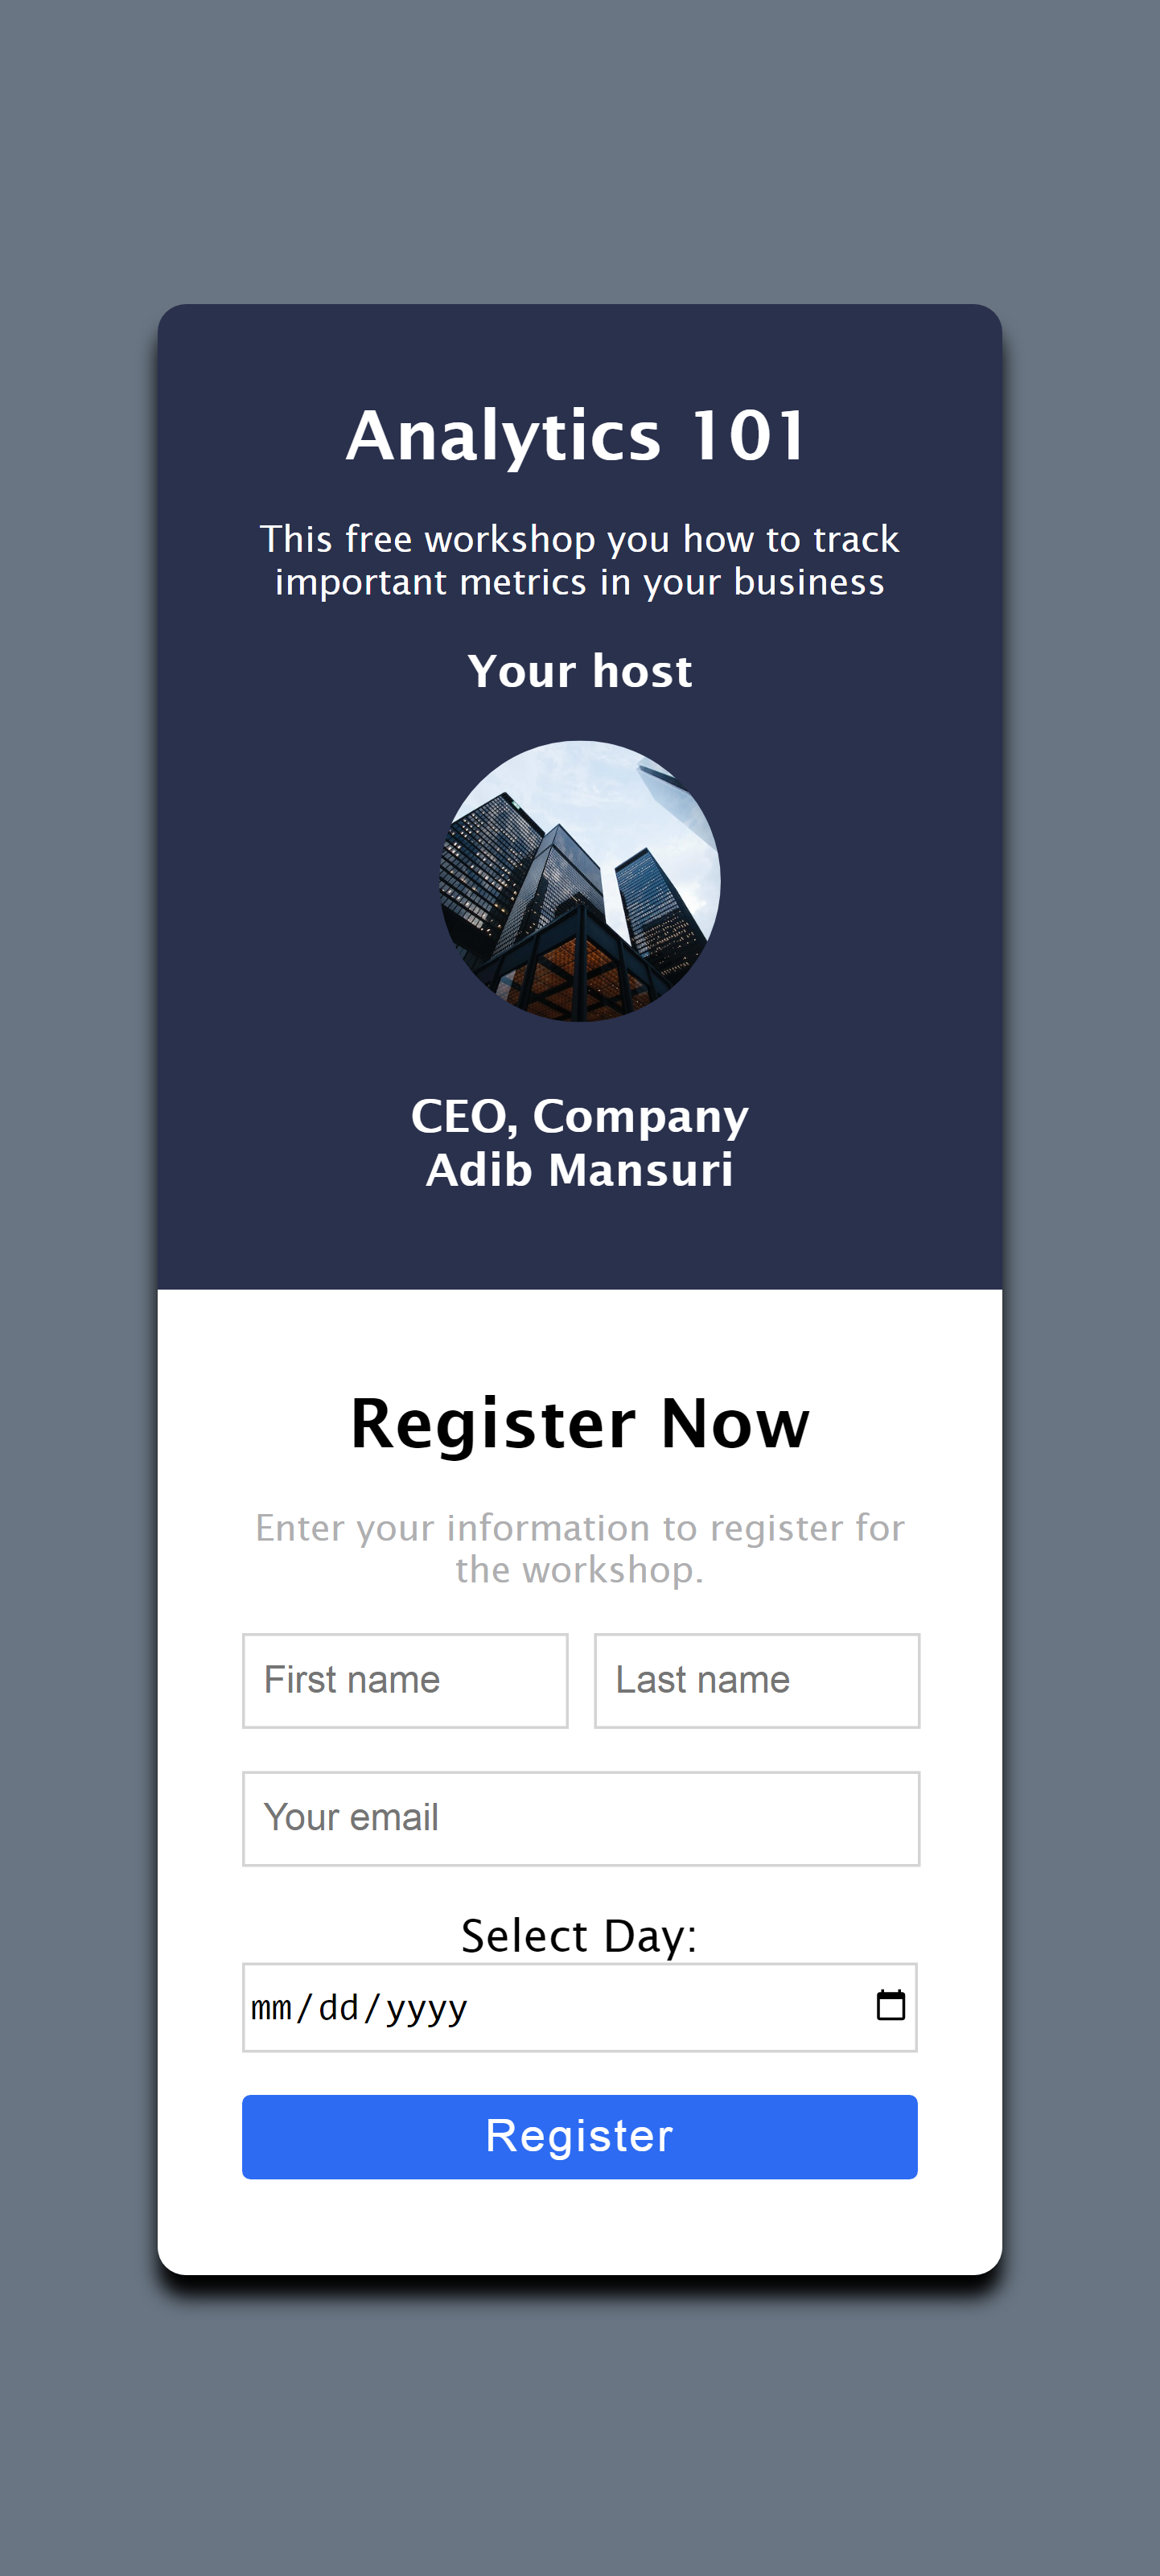 Analytics 101
This free workshop you how to track
important metrics in your business
Your host
CEO, Company
Adib Mansuri
Register Now
Enter your information to register for
the workshop.
First name Last name
Your email
Select Day:
mm/dd/yyyy
Register